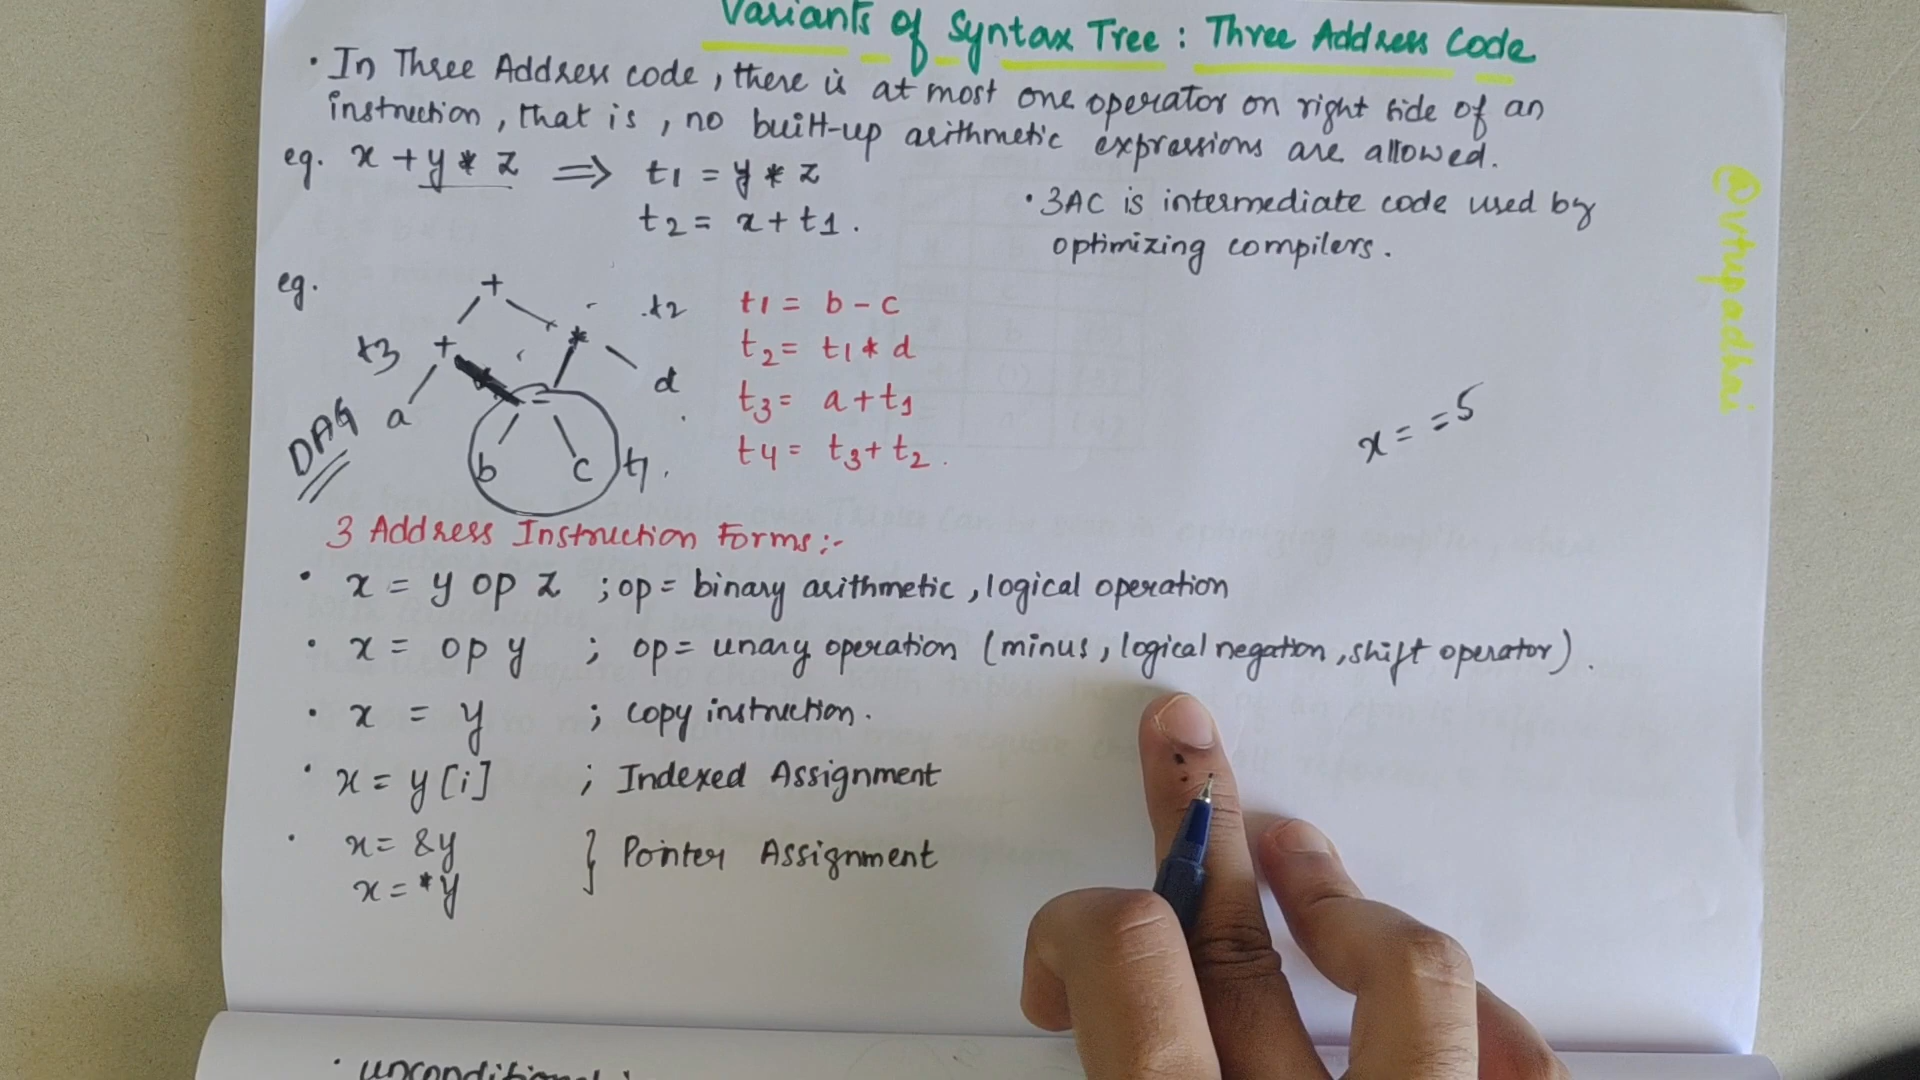 Variants of Syntax Tree : Three Address Code
• In Three Address code, there is at most one operator on right side of an
instruction, that is, no built-up arithmetic expressions are allowed.
eg. x + y * z ⇒ t1 = y * z
t2 = x + t1.
• 3AC is intermediate code used by
optimizing compilers.
@vtupadhai
eg.
+
t3 + * t2
a - d
b c t1.
DAG
t1 = b - c
t2 = t1 * d
t3 = a + t1
t4 = t3 + t2.
x = = 5
3 Address Instruction Forms :-
• x = y op z ; op = binary arithmetic, logical operation
• x = op y ; op = unary operation (minus, logical negation, shift operator).
• x = y ; copy instruction.
• x = y [i] ; Indexed Assignment
• x = &y } Pointer Assignment
x = *y
• unconditional